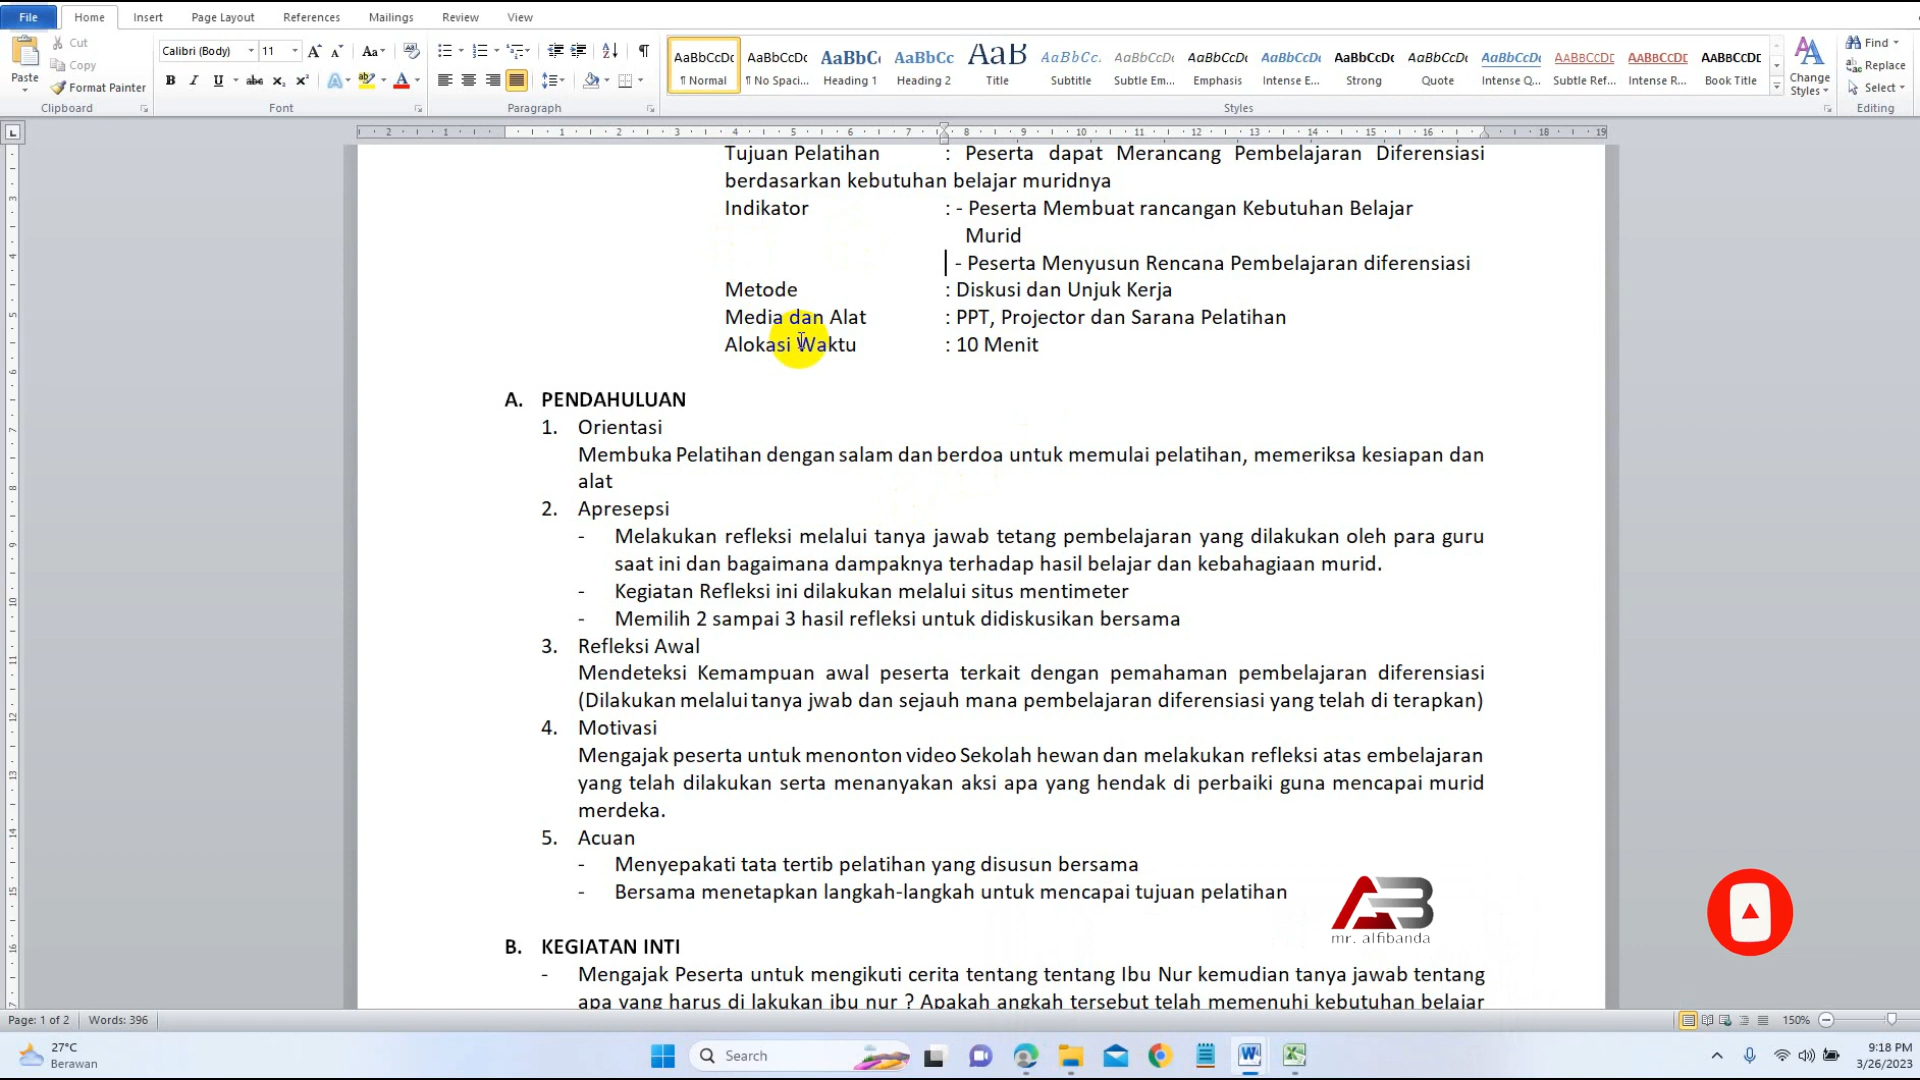 File Home Insert Page Layout References Mailings Review View
Cut
Copy
Paste
Format Painter
Clipboard
Calibri (Body) 11
Font
Paragraph
AaBbCcDc AaBbCcDc AaBbC AaBbCc AaB AaBbCc. AaBbCcDc AaBbCcDc AaBbCcDc AaBbCcDc AaBbCcDc AaBbCcDc AaBbCcDc AaBbCcDc AaBbCcDc
¶ Normal ¶ No Spaci... Heading 1 Heading 2 Title Subtitle Subtle Em... Emphasis Intense E... Strong Quote Intense Q... Subtle Ref... Intense R... Book Title
Styles
Change Styles
Find
Replace
Select
Editing
Tujuan Pelatihan : Peserta dapat Merancang Pembelajaran Diferensiasi
berdasarkan kebutuhan belajar muridnya
Indikator : - Peserta Membuat rancangan Kebutuhan Belajar
Murid
- Peserta Menyusun Rencana Pembelajaran diferensiasi
Metode : Diskusi dan Unjuk Kerja
Media dan Alat : PPT, Projector dan Sarana Pelatihan
Alokasi Waktu : 10 Menit
A. PENDAHULUAN
1. Orientasi
Membuka Pelatihan dengan salam dan berdoa untuk memulai pelatihan, memeriksa kesiapan dan
alat
2. Apresepsi
- Melakukan refleksi melalui tanya jawab tetang pembelajaran yang dilakukan oleh para guru
saat ini dan bagaimana dampaknya terhadap hasil belajar dan kebahagiaan murid.
- Kegiatan Refleksi ini dilakukan melalui situs mentimeter
- Memilih 2 sampai 3 hasil refleksi untuk didiskusikan bersama
3. Refleksi Awal
Mendeteksi Kemampuan awal peserta terkait dengan pemahaman pembelajaran diferensiasi
(Dilakukan melalui tanya jwab dan sejauh mana pembelajaran diferensiasi yang telah di terapkan)
4. Motivasi
Mengajak peserta untuk menonton video Sekolah hewan dan melakukan refleksi atas embelajaran
yang telah dilakukan serta menanyakan aksi apa yang hendak di perbaiki guna mencapai murid
merdeka.
5. Acuan
- Menyepakati tata tertib pelatihan yang disusun bersama
- Bersama menetapkan langkah-langkah untuk mencapai tujuan pelatihan
AB
mr. alfibanda
B. KEGIATAN INTI
- Mengajak Peserta untuk mengikuti cerita tentang tentang Ibu Nur kemudian tanya jawab tentang
apa yang harus di lakukan ibu nur ? Apakah angkah tersebut telah memenuhi kebutuhan belajar
Page: 1 of 2 Words: 396
150%
27°C
Berawan
Search
9:18 PM
3/26/2023